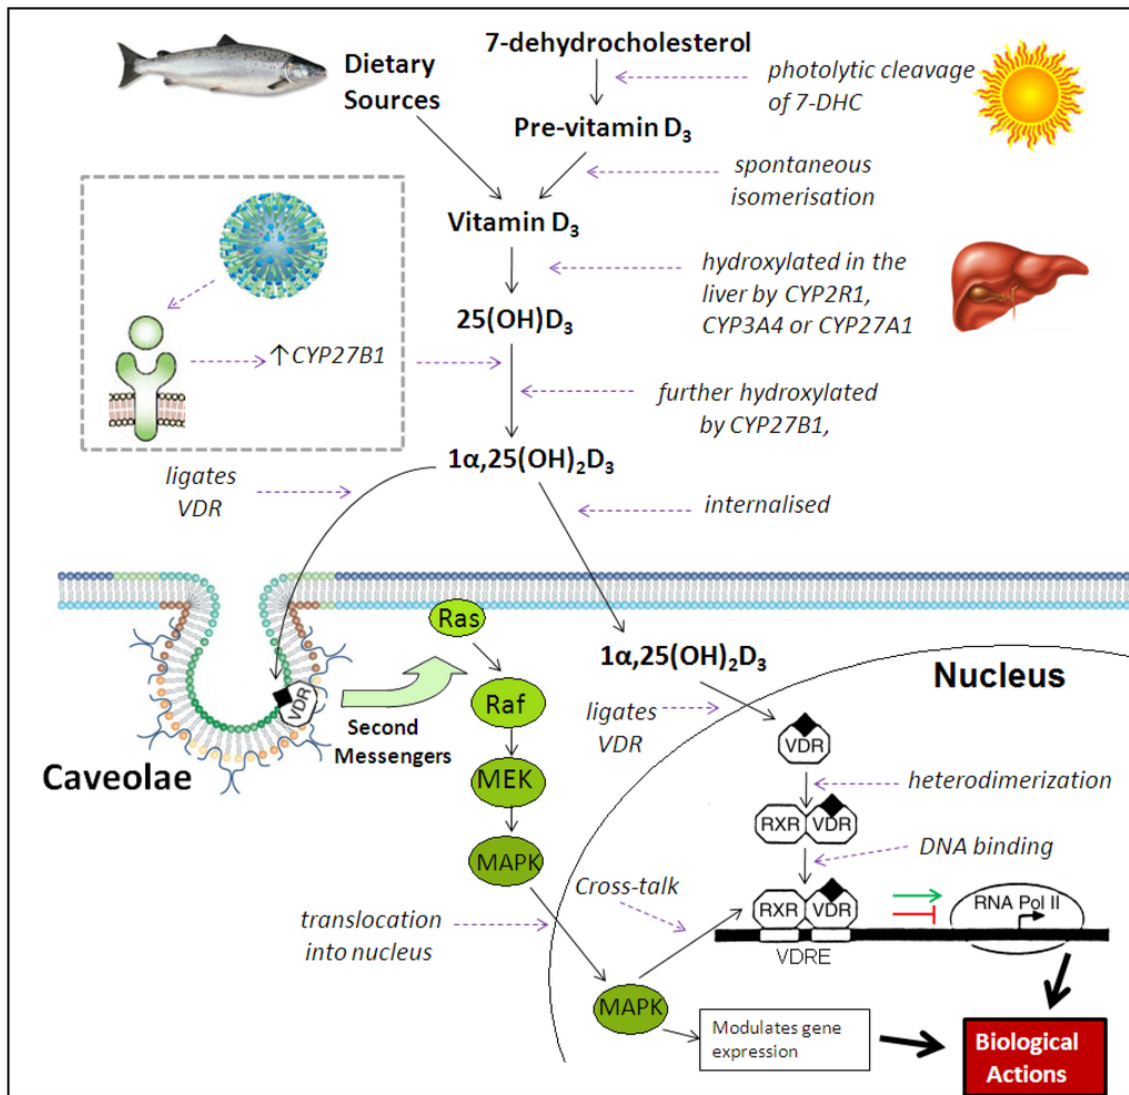 7-dehydrocholesterol
Dietary
Sources
photolytic cleavage
of 7-DHC
Pre-vitamin D₃
spontaneous
isomerisation
Vitamin D₃
hydroxylated in the
liver by CYP2R1,
CYP3A4 or CYP27A1
25(OH)D₃
↑CYP27B1
further hydroxylated
by CYP27B1,
1α,25(OH)₂D₃
ligates
VDR
internalised
Ras
1α,25(OH)₂D₃
Nucleus
VDR
Raf
ligates
VDR
Second
Messengers
VDR
Caveolae
MEK
heterodimerization
RXR VDR
MAPK
DNA binding
Cross-talk
RXR VDR
RNA Pol II
translocation
into nucleus
VDRE
MAPK
Modulates gene
expression
Biological
Actions